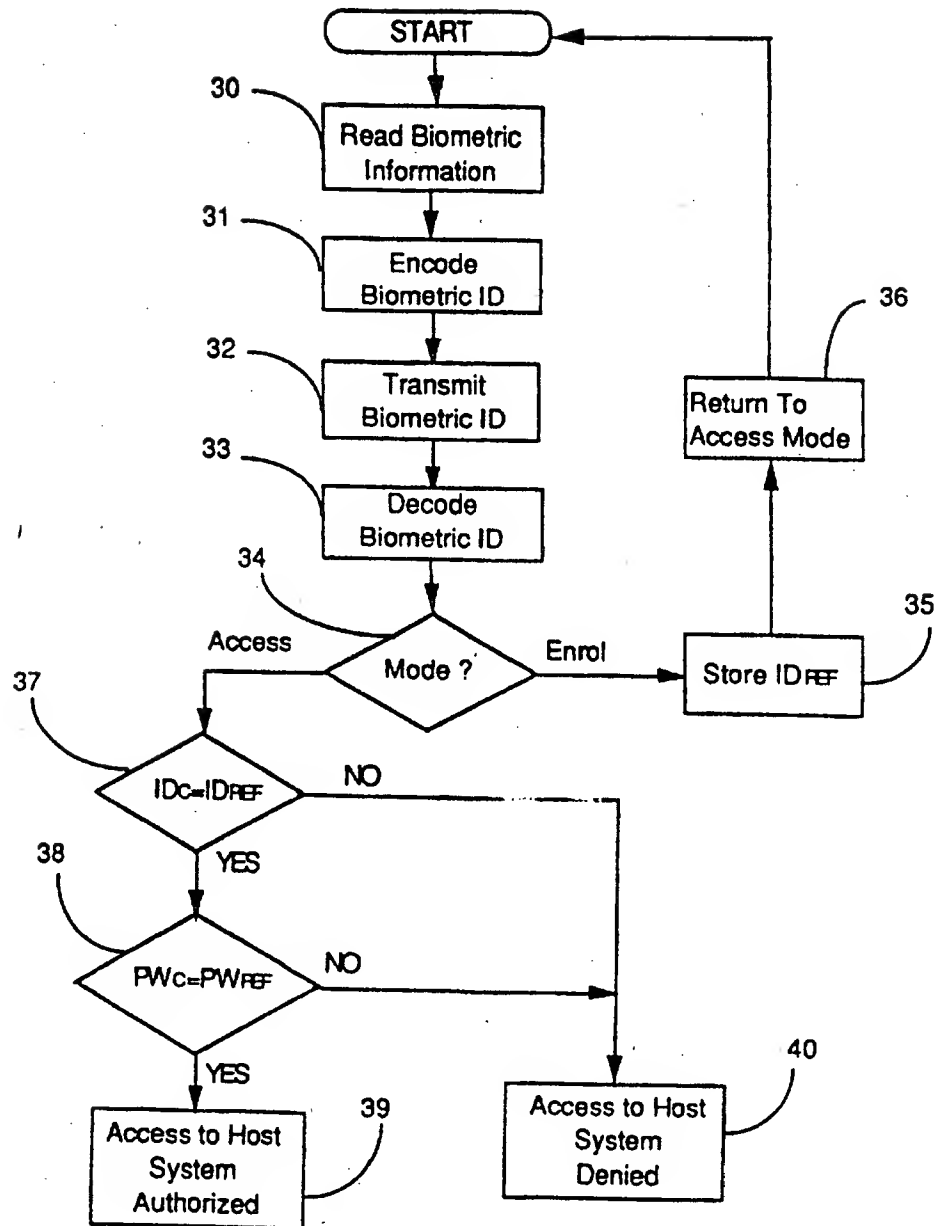 START
30
Read Biometric
Information
31
Encode
Biometric ID
36
32
Transmit
Biometric ID
Return To
Access Mode
33
Decode
Biometric ID
34
35
Access
Mode ?
Enrol
Store IDREF
37
IDC=IDREF
NO
YES
38
PWC=PWREF
NO
YES
40
39
Access to Host
System
Authorized
Access to Host
System
Denied